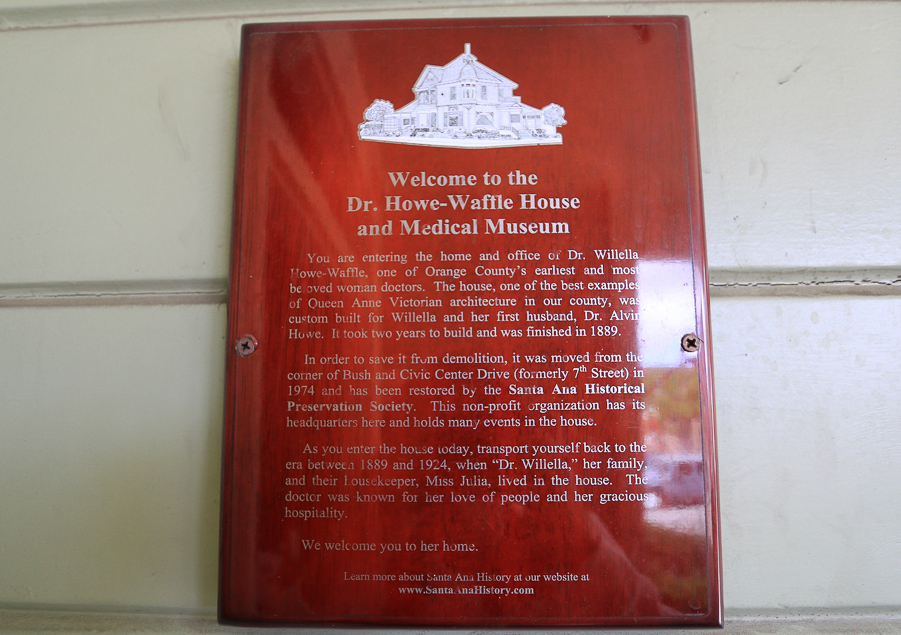 Welcome to the
Dr. Howe-Waffle House
and Medical Museum
You are entering the home and office of Dr. Willella
Howe-Waffle, one of Orange County's earliest and most
beloved woman doctors. The house, one of the best examples
of Queen Anne Victorian architecture in our county, was
custom built for Willella and her first husband, Dr. Alvin
Howe. It took two years to build and was finished in 1889.
In order to save it from demolition, it was moved from the
corner of Bush and Civic Center Drive (formerly 7th Street) in
1974 and has been restored by the Santa Ana Historical
Preservation Society. This non-profit organization has its
headquarters here and holds many events in the house.
As you enter the house today, transport yourself back to the
era between 1889 and 1924, when "Dr. Willella," her family,
and their housekeeper, Miss Julia, lived in the house. The
doctor was known for her love of people and her gracious
hospitality.
We welcome you to her home.
Learn more about Santa Ana History at our website at
www.SantaAnaHistory.com